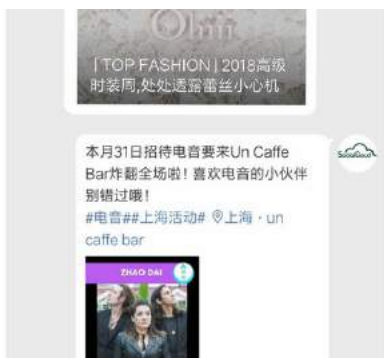 「TOP FASHION」2018高级
时装周,处处透露蕾丝小心机
本月31日招待电音要来Un Caffe
Bar炸翻全场啦！喜欢电音的小伙伴
别错过哦！
#电音##上海活动# 上海·un
caffe bar
SocialCloud
ZHAO DAI